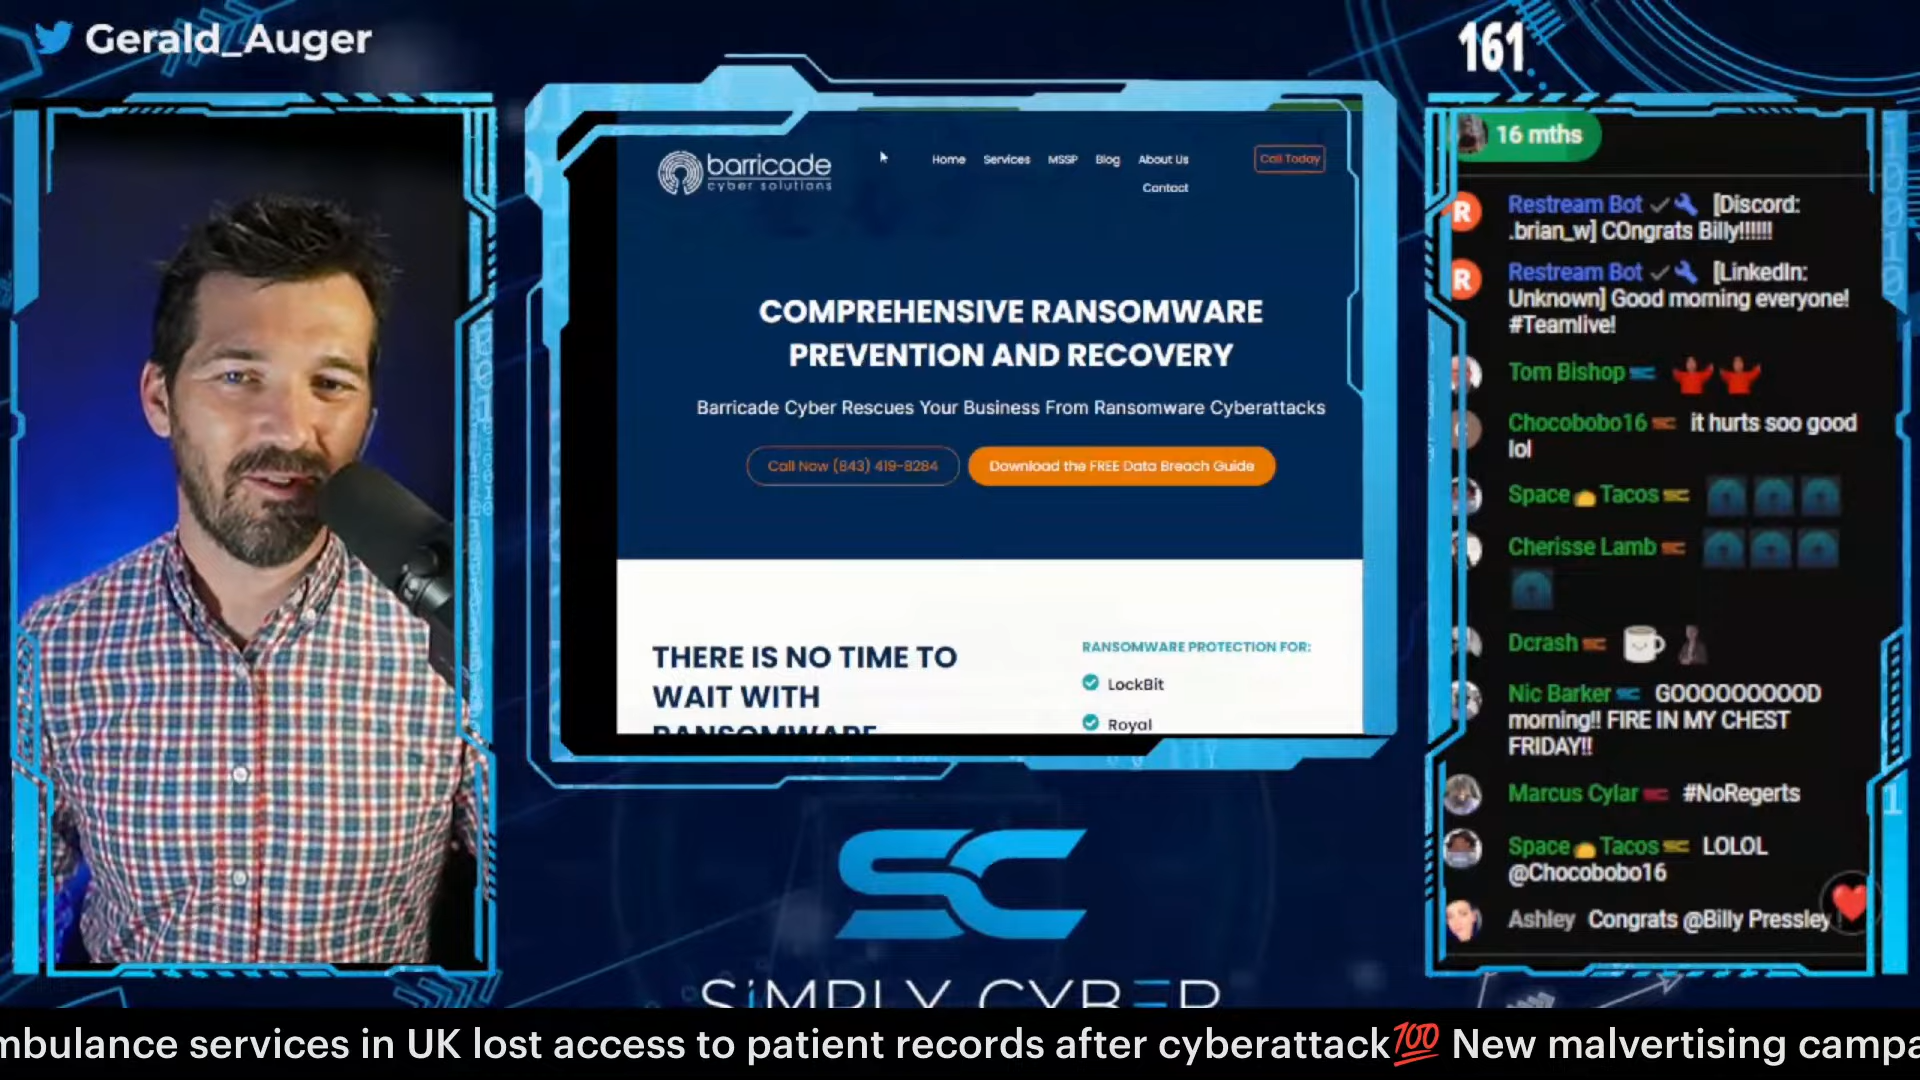 Gerald_Auger
161
barricade
cyber solutions
Home Services MSSP Blog About Us
Contact
Call Today
COMPREHENSIVE RANSOMWARE
PREVENTION AND RECOVERY
Barricade Cyber Rescues Your Business From Ransomware Cyberattacks
Call Now (843) 419-8284
Download the FREE Data Breach Guide
THERE IS NO TIME TO
WAIT WITH
RANSOMWARE
RANSOMWARE PROTECTION FOR:
LockBit
Royal
16 mths
Restream Bot [Discord:
.brian_w] COngrats Billy!!!!!!
Restream Bot [LinkedIn:
Unknown] Good morning everyone!
#Teamlive!
Tom Bishop
Chocobobo16 it hurts soo good
lol
Space Tacos
Cherisse Lamb
Dcrash
Nic Barker GOOOOOOOOOD
morning!! FIRE IN MY CHEST
FRIDAY!!
Marcus Cylar #NoRegerts
Space Tacos LOLOL
@Chocobobo16
Ashley Congrats @Billy Pressley !
SC
SiMPLY CYBER
mbulance services in UK lost access to patient records after cyberattack💯 New malvertising campa